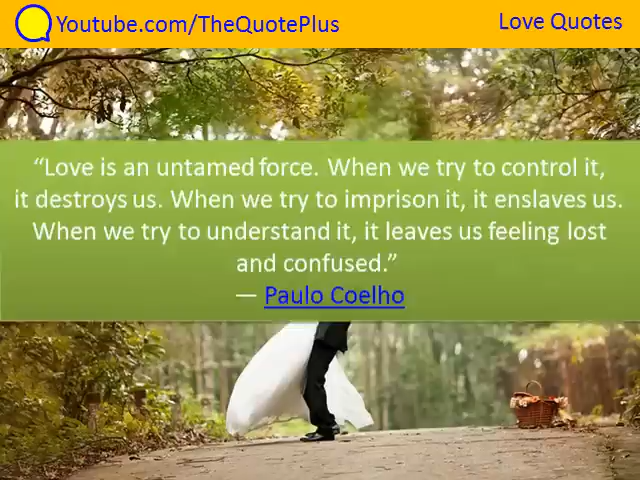 Youtube.com/TheQuotePlus
Love Quotes
“Love is an untamed force. When we try to control it,
it destroys us. When we try to imprison it, it enslaves us.
When we try to understand it, it leaves us feeling lost
and confused.”
— Paulo Coelho